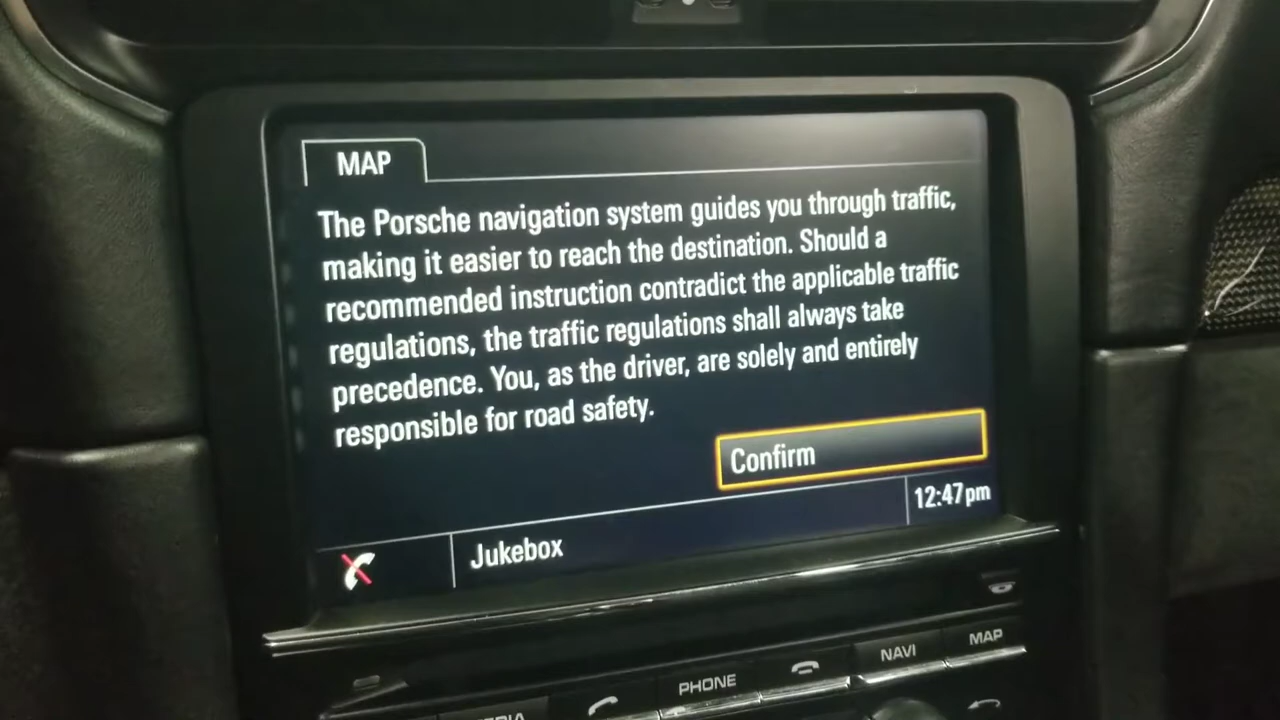 MAP
The Porsche navigation system guides you through traffic,
making it easier to reach the destination. Should a
recommended instruction contradict the applicable traffic
regulations, the traffic regulations shall always take
precedence. You, as the driver, are solely and entirely
responsible for road safety.
Confirm
12:47pm
Jukebox
PHONE
NAVI
MAP